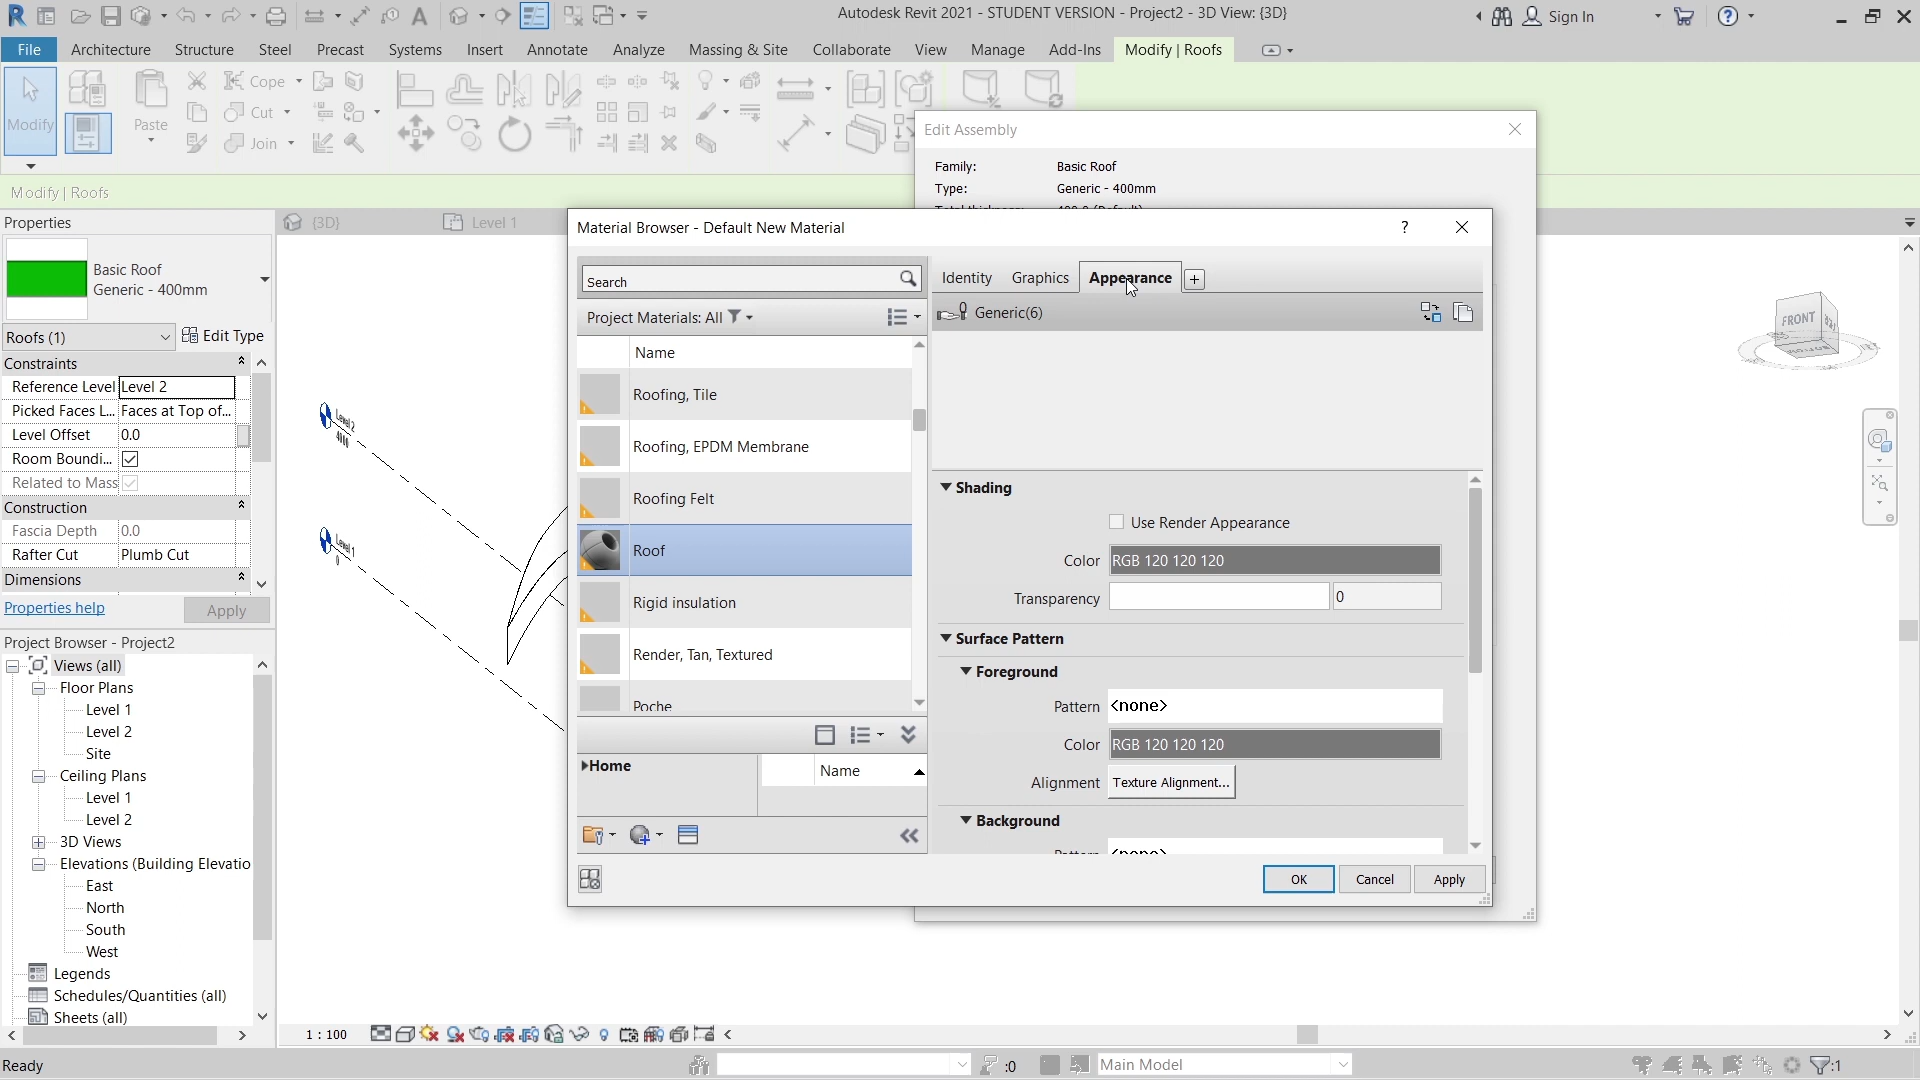 Autodesk Revit 2021 - STUDENT VERSION - Project2 - 3D View: {3D}
Sign In
File Architecture Structure Steel Precast Systems Insert Annotate Analyze Massing & Site Collaborate View Manage Add-Ins Modify | Roofs
Modify
Paste
Cope
Cut
Join
Modify | Roofs
Properties
{3D}
Level 1
Basic Roof
Generic - 400mm
Roofs (1)
Edit Type
Constraints
Reference Level Level 2
Picked Faces L... Faces at Top of...
Level Offset 0.0
Room Boundi...
Related to Mass
Construction
Fascia Depth 0.0
Rafter Cut Plumb Cut
Dimensions
Properties help
Apply
Project Browser - Project2
Views (all)
Floor Plans
Level 1
Level 2
Site
Ceiling Plans
Level 1
Level 2
3D Views
Elevations (Building Elevatio
East
North
South
West
Legends
Schedules/Quantities (all)
Sheets (all)
Level 2
4000
Level 1
0
Edit Assembly
Family: Basic Roof
Type: Generic - 400mm
Material Browser - Default New Material
?
Search
Project Materials: All
Name
Roofing, Tile
Roofing, EPDM Membrane
Roofing Felt
Roof
Rigid insulation
Render, Tan, Textured
Poche
Home
Name
Identity Graphics Appearance
Generic(6)
Shading
Use Render Appearance
Color RGB 120 120 120
Transparency 0
Surface Pattern
Foreground
Pattern <none>
Color RGB 120 120 120
Alignment Texture Alignment...
Background
Pattern <none>
OK Cancel Apply
FRONT
1 : 100
Ready
:0
Main Model
:1